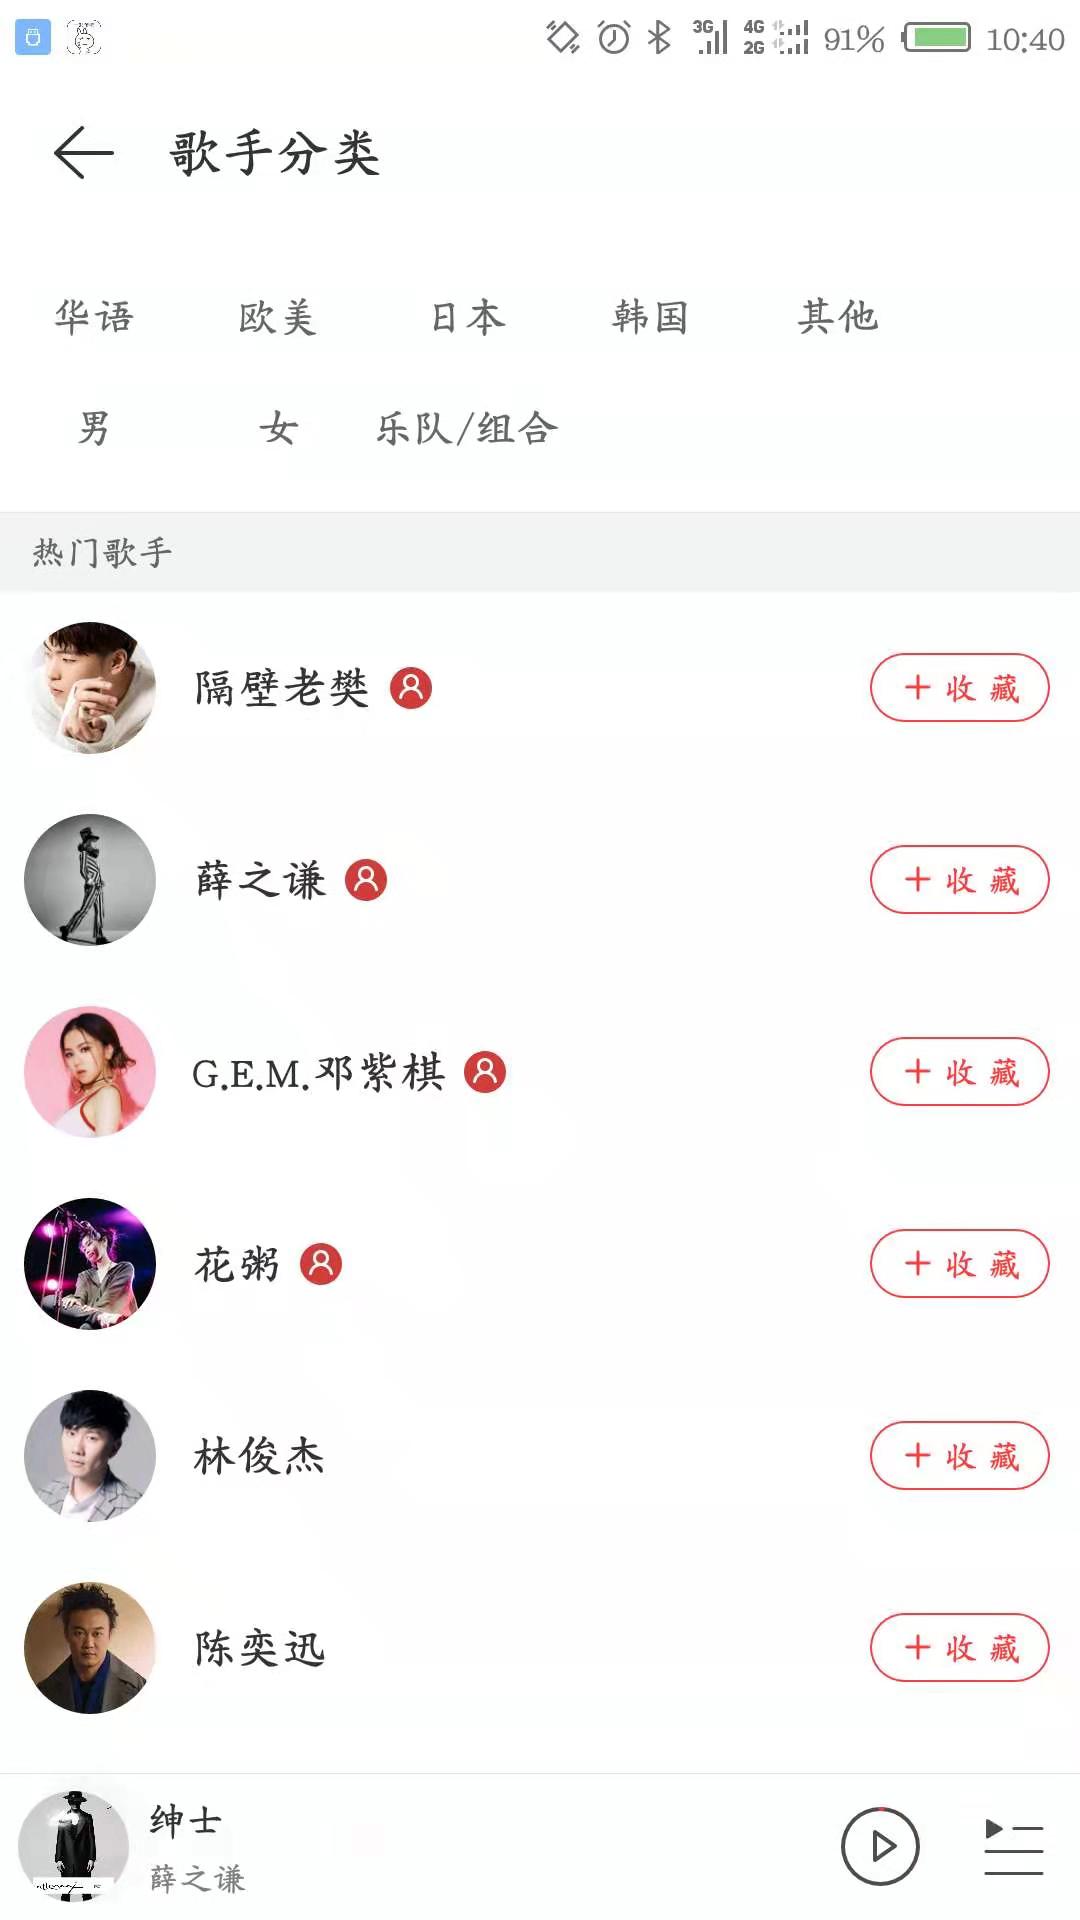 3G 4G 2G 91% 10:40
歌手分类
华语 欧美 日本 韩国 其他
男 女 乐队/组合
热门歌手
隔壁老樊 + 收藏
薛之谦 + 收藏
G.E.M.邓紫棋 + 收藏
花粥 + 收藏
林俊杰 + 收藏
陈奕迅 + 收藏
绅士
薛之谦